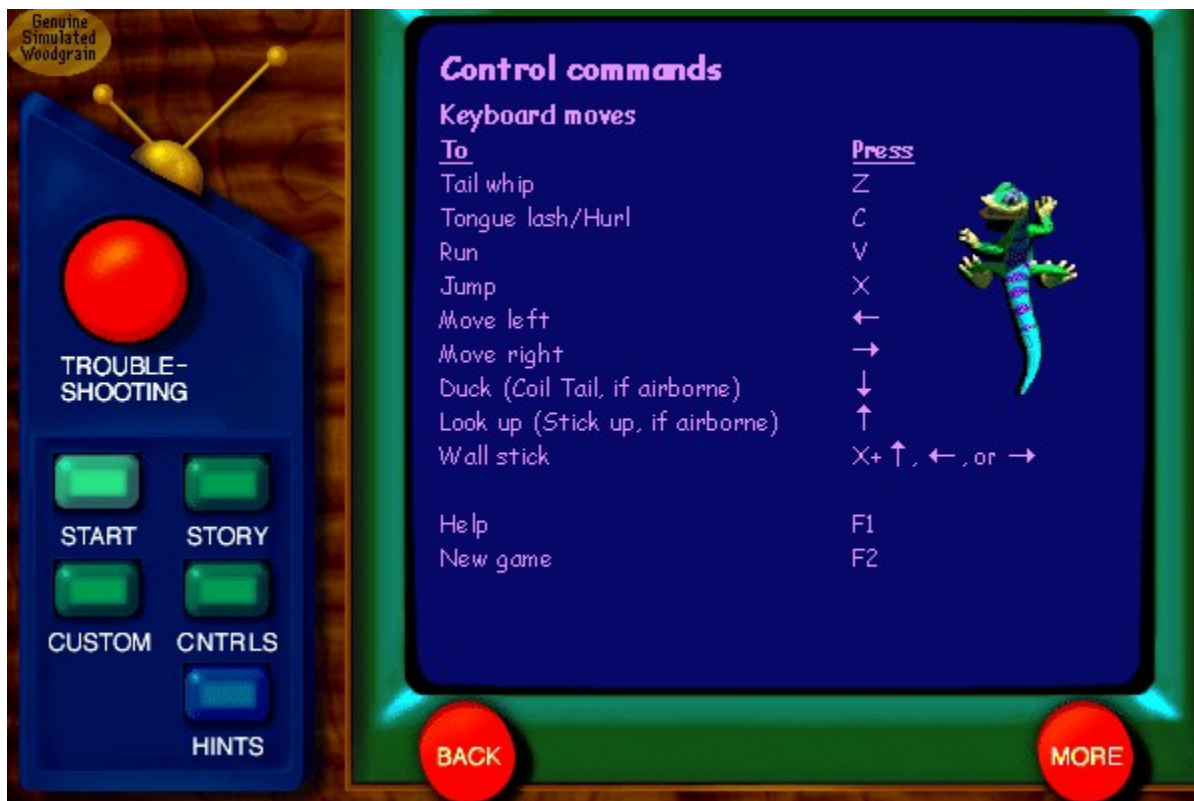 Genuine
Simulated
Woodgrain
TROUBLE-
SHOOTING
START STORY
CUSTOM CNTRLS
HINTS
Control commands
Keyboard moves
To Press
Tail whip Z
Tongue lash/Hurl C
Run V
Jump X
Move left ←
Move right →
Duck (Coil Tail, if airborne) ↓
Look up (Stick up, if airborne) ↑
Wall stick X+ ↑, ←, or →
Help F1
New game F2
BACK MORE